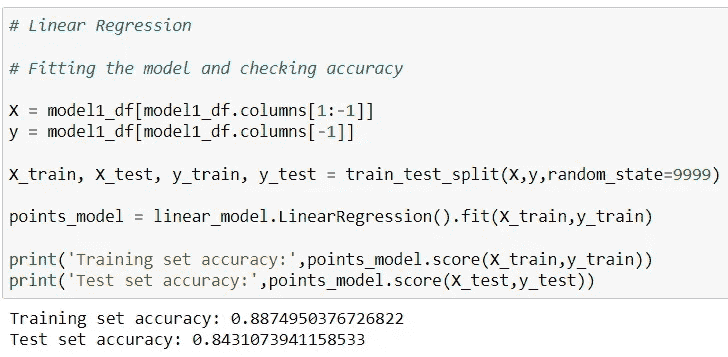 # Linear Regression
# Fitting the model and checking accuracy
X = model1_df[model1_df.columns[1:-1]]
y = model1_df[model1_df.columns[-1]]
X_train, X_test, y_train, y_test = train_test_split(X,y,random_state=9999)
points_model = linear_model.LinearRegression().fit(X_train,y_train)
print('Training set accuracy:',points_model.score(X_train,y_train))
print('Test set accuracy:',points_model.score(X_test,y_test))
Training set accuracy: 0.8874950376726822
Test set accuracy: 0.8431073941158533